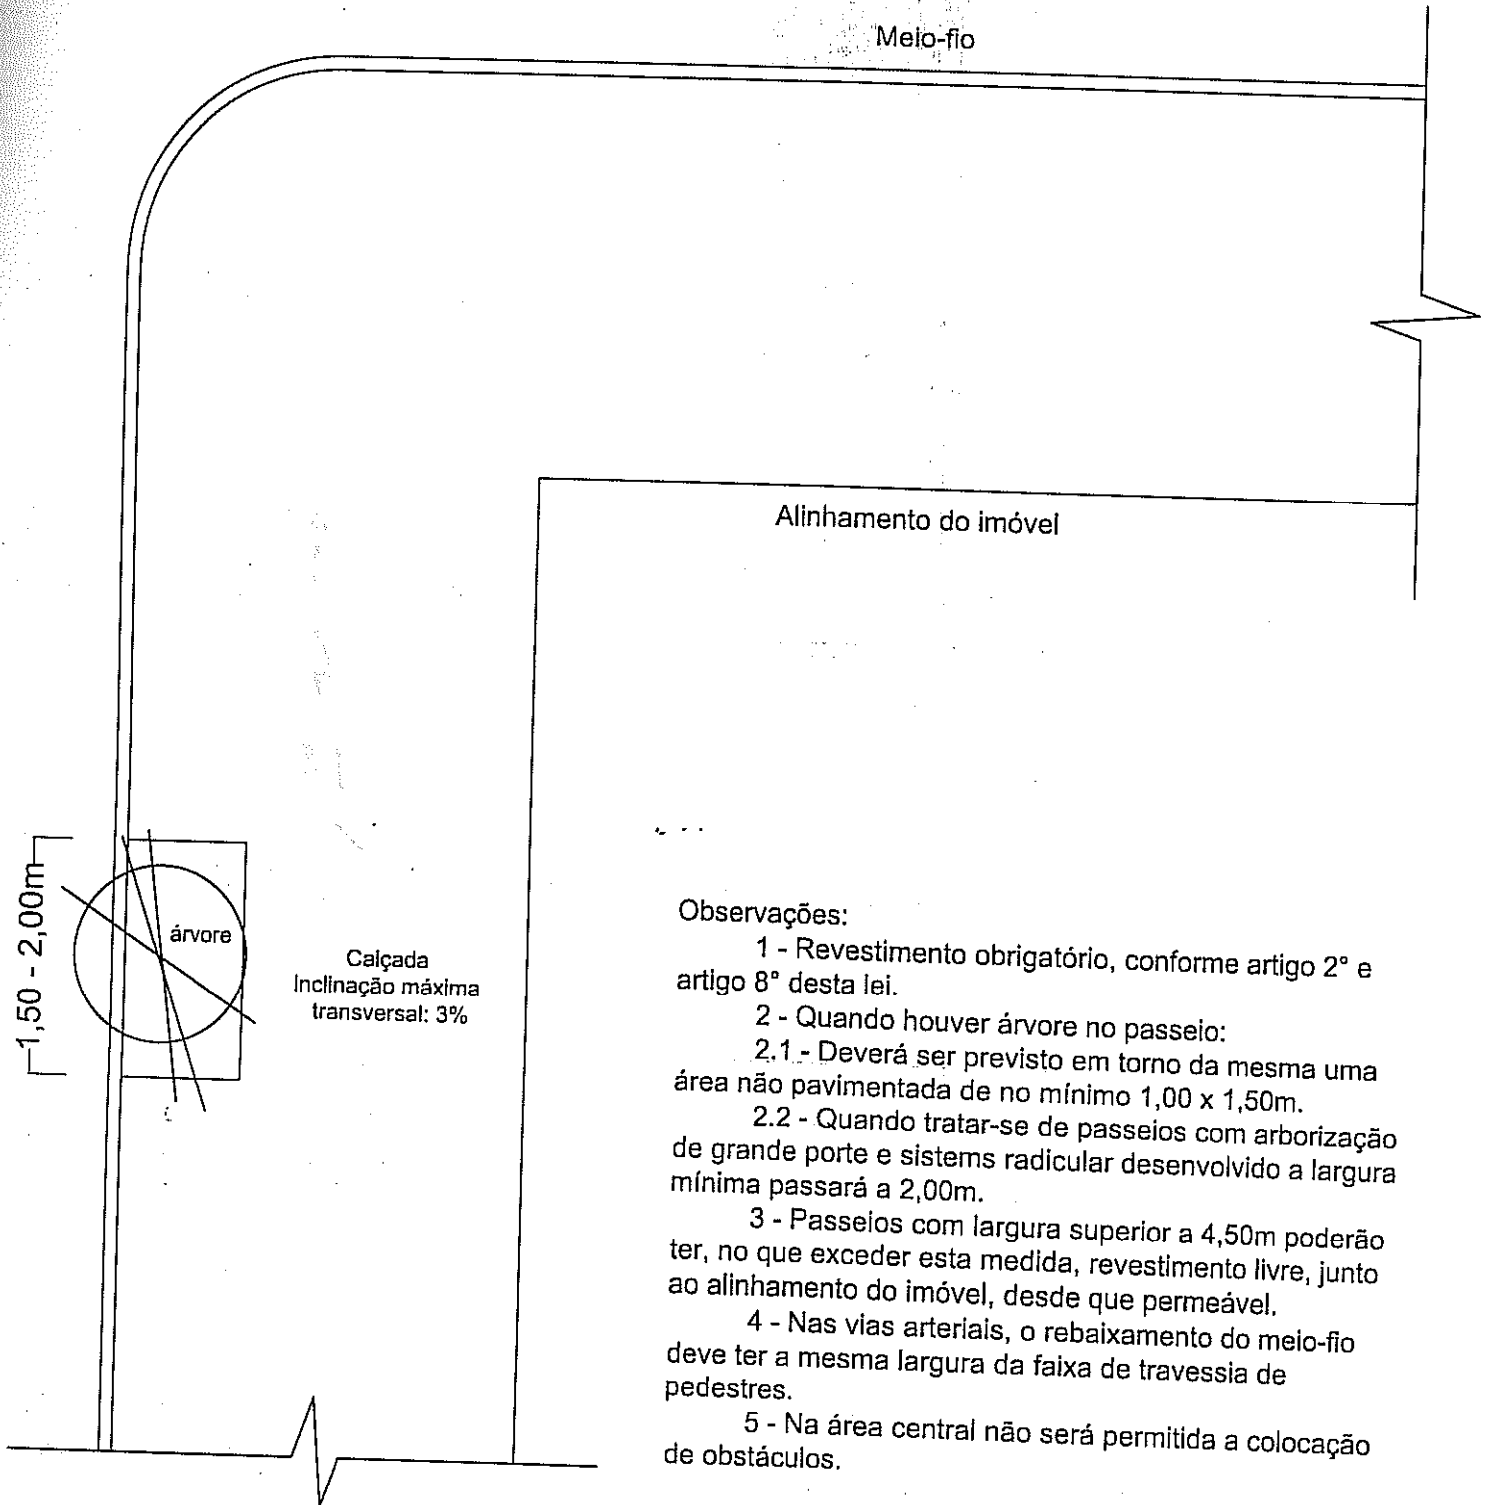 Meio-fio
Alinhamento do imóvel
1,50 - 2,00m
árvore
Calçada
Inclinação máxima
transversal: 3%
Observações:
1 - Revestimento obrigatório, conforme artigo 2° e
artigo 8° desta lei.
2 - Quando houver árvore no passeio:
2.1 - Deverá ser previsto em torno da mesma uma
área não pavimentada de no mínimo 1,00 x 1,50m.
2.2 - Quando tratar-se de passeios com arborização
de grande porte e sistems radicular desenvolvido a largura
mínima passará a 2,00m.
3 - Passeios com largura superior a 4,50m poderão
ter, no que exceder esta medida, revestimento livre, junto
ao alinhamento do imóvel, desde que permeável.
4 - Nas vias arteriais, o rebaixamento do meio-fio
deve ter a mesma largura da faixa de travessia de
pedestres.
5 - Na área central não será permitida a colocação
de obstáculos.